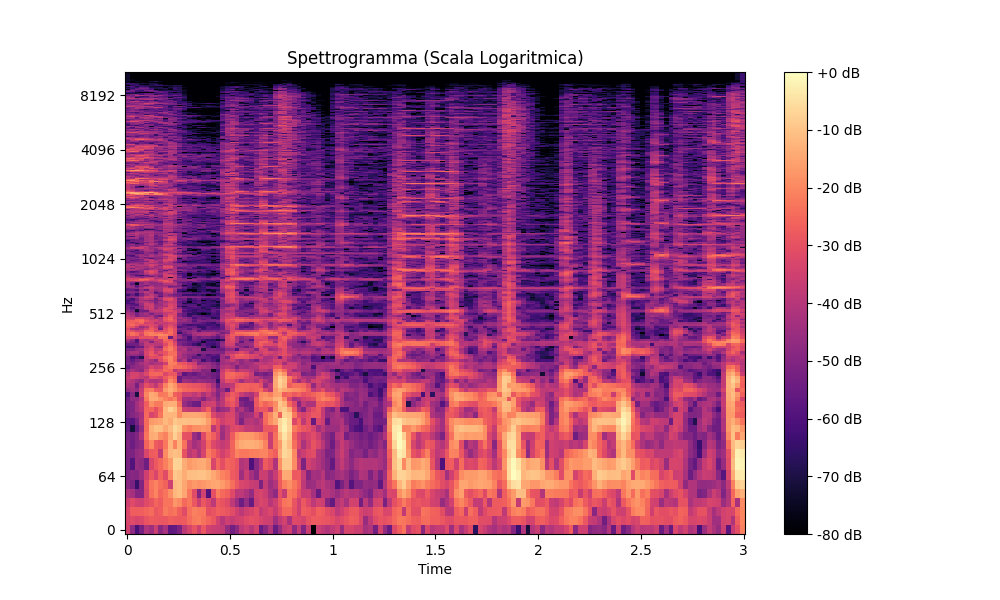 Spettrogramma (Scala Logaritmica)
Hz
8192
4096
2048
1024
512
256
128
64
0
0
0.5
1
1.5
2
2.5
3
Time
+0 dB
-10 dB
-20 dB
-30 dB
-40 dB
-50 dB
-60 dB
-70 dB
-80 dB